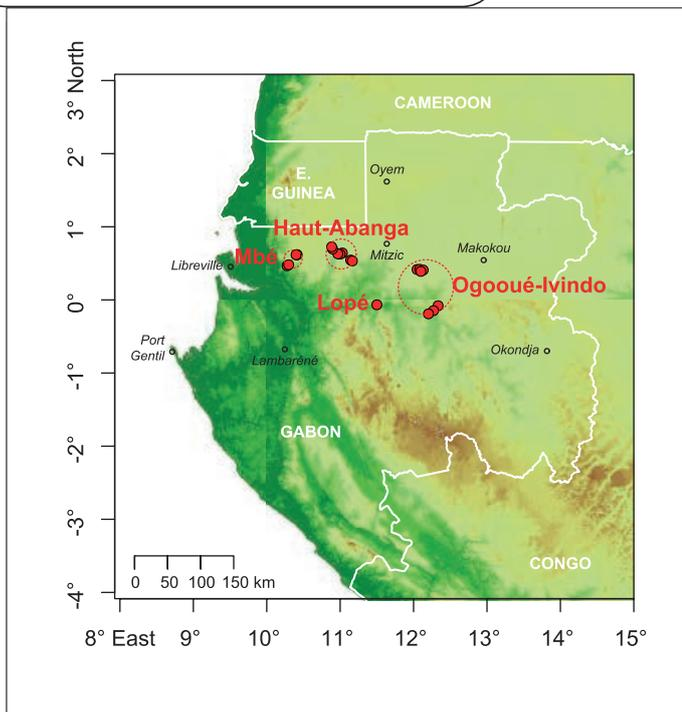 3° North
2°
1°
0°
-1°
-2°
-3°
-4°
CAMEROON
E.
GUINEA
Oyem
Haut-Abanga
Mbé
Mitzic
Makokou
Libreville
Ogooué-Ivindo
Lopé
Port
Gentil
Lambaréné
Okondja
GABON
CONGO
0 50 100 150 km
8° East 9° 10° 11° 12° 13° 14° 15°